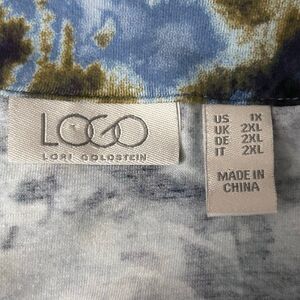 LOGO
LORI GOLDSTEIN
US 1X
UK 2XL
DE 2XL
IT 2XL
MADE IN
CHINA